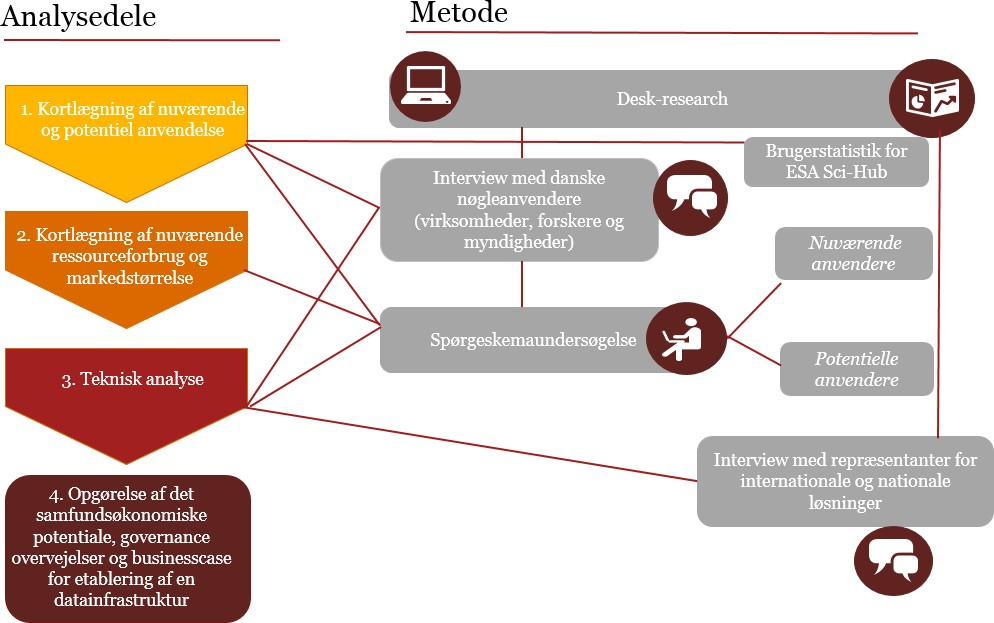 Analysedele
Metode
1. Kortlægning af nuværende
og potentiel anvendelse
2. Kortlægning af nuværende
ressourceforbrug og
markedstørrelse
3. Teknisk analyse
4. Opgørelse af det
samfundsøkonomiske
potentiale, governance
overvejelser og businesscase
for etablering af en
datainfrastruktur
Desk-research
Brugerstatistik for
ESA Sci-Hub
Interview med danske
nøgleanvendere
(virksomheder, forskere og
myndigheder)
Nuværende
anvendere
Spørgeskemaundersøgelse
Potentielle
anvendere
Interview med repræsentanter for
internationale og nationale
løsninger